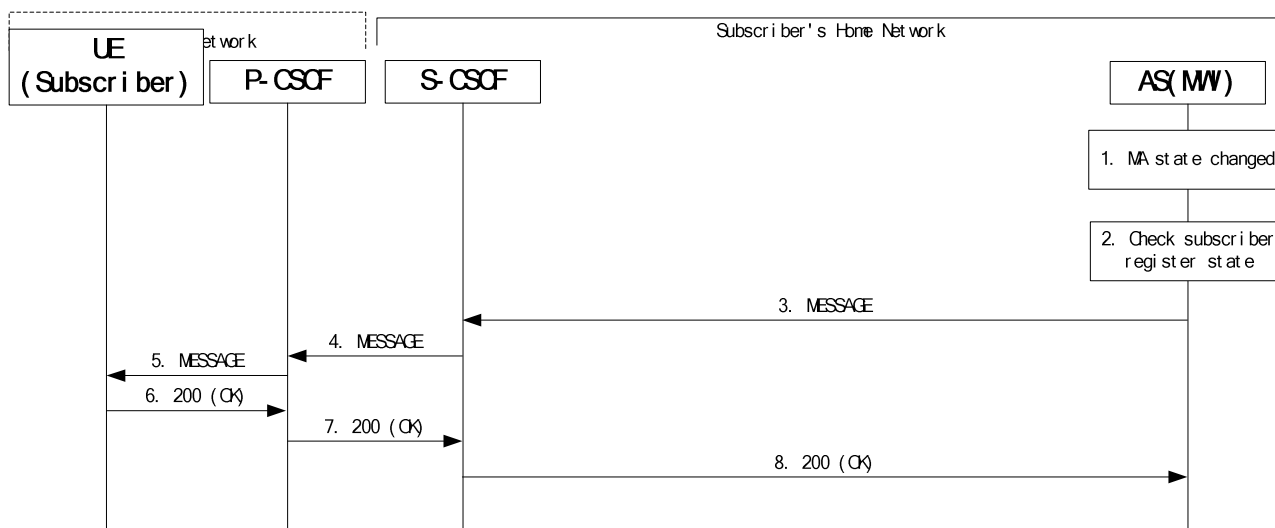 Subscriber's Home Network
etwork
UE
(Subscriber)
P-CSCF
S-CSCF
AS(MWI)
1. MA state changed
2. Check subscriber
register state
3. MESSAGE
4. MESSAGE
5. MESSAGE
6. 200 (OK)
7. 200 (OK)
8. 200 (OK)